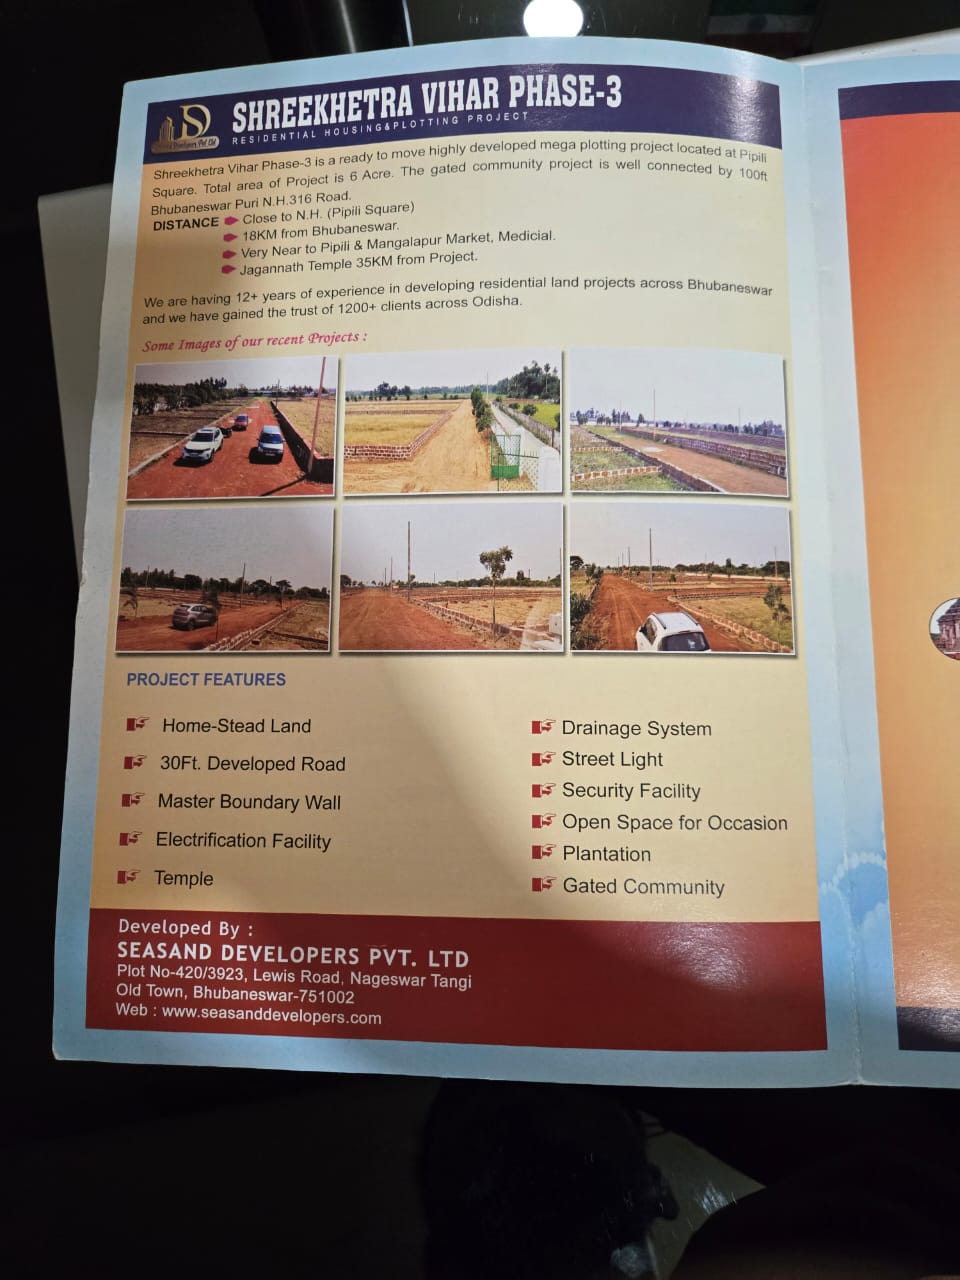 SHREEKHETRA VIHAR PHASE-3
RESIDENTIAL HOUSING&PLOTTING PROJECT
SD
Developers Pvt Ltd
Shreekhetra Vihar Phase-3 is a ready to move highly developed mega plotting project located at Pipili
Square. Total area of Project is 6 Acre. The gated community project is well connected by 100ft
Bhubaneswar Puri N.H.316 Road.
DISTANCE Close to N.H. (Pipili Square)
18KM from Bhubaneswar.
Very Near to Pipili & Mangalapur Market, Medicial.
Jagannath Temple 35KM from Project.
We are having 12+ years of experience in developing residential land projects across Bhubaneswar
and we have gained the trust of 1200+ clients across Odisha.
Some Images of our recent Projects :
PROJECT FEATURES
Home-Stead Land
30Ft. Developed Road
Master Boundary Wall
Electrification Facility
Temple
Drainage System
Street Light
Security Facility
Open Space for Occasion
Plantation
Gated Community
Developed By :
SEASAND DEVELOPERS PVT. LTD
Plot No-420/3923, Lewis Road, Nageswar Tangi
Old Town, Bhubaneswar-751002
Web : www.seasanddevelopers.com